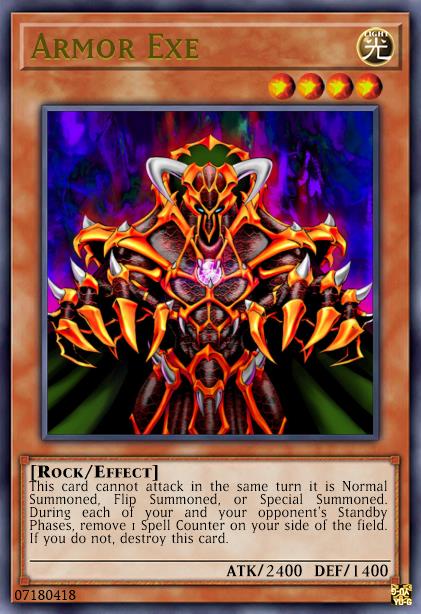 ARMOR EXE
LIGHT
光
[ROCK/EFFECT]
This card cannot attack in the same turn it is Normal
Summoned, Flip Summoned, or Special Summoned.
During each of your and your opponent's Standby
Phases, remove 1 Spell Counter on your side of the field.
If you do not, destroy this card.
ATK/2400 DEF/1400
07180418